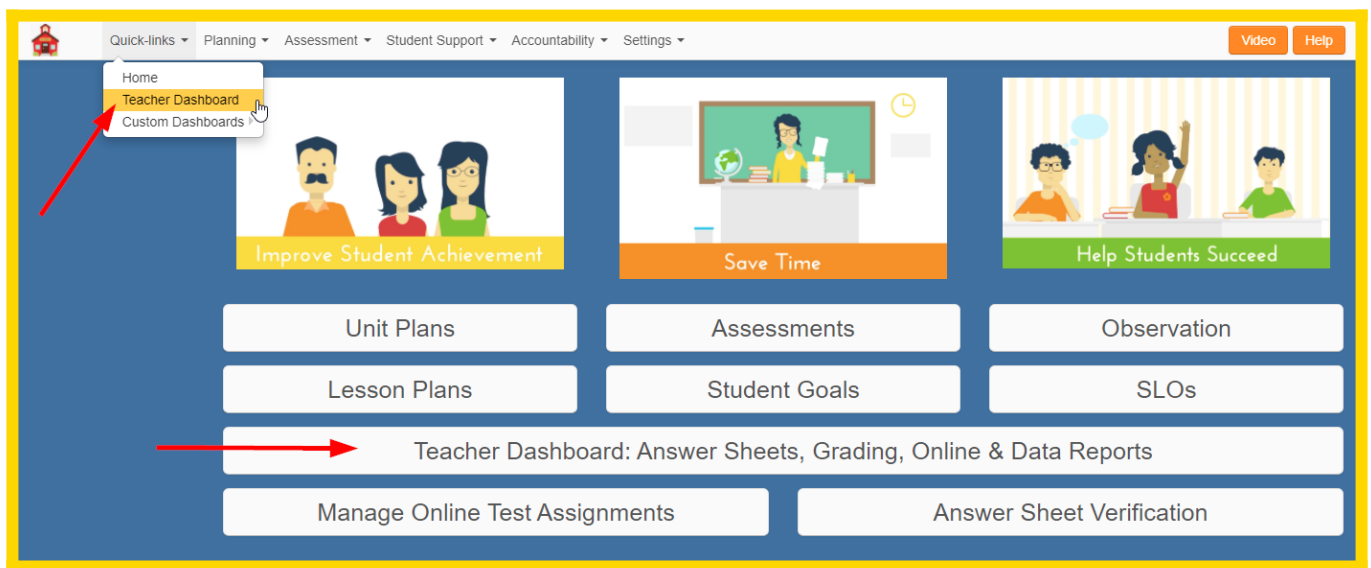 Quick-links Planning Assessment Student Support Accountability Settings Video Help
Home
Teacher Dashboard
Custom Dashboards
Improve Student Achievement
Save Time
Help Students Succeed
Unit Plans
Assessments
Observation
Lesson Plans
Student Goals
SLOs
Teacher Dashboard: Answer Sheets, Grading, Online & Data Reports
Manage Online Test Assignments
Answer Sheet Verification